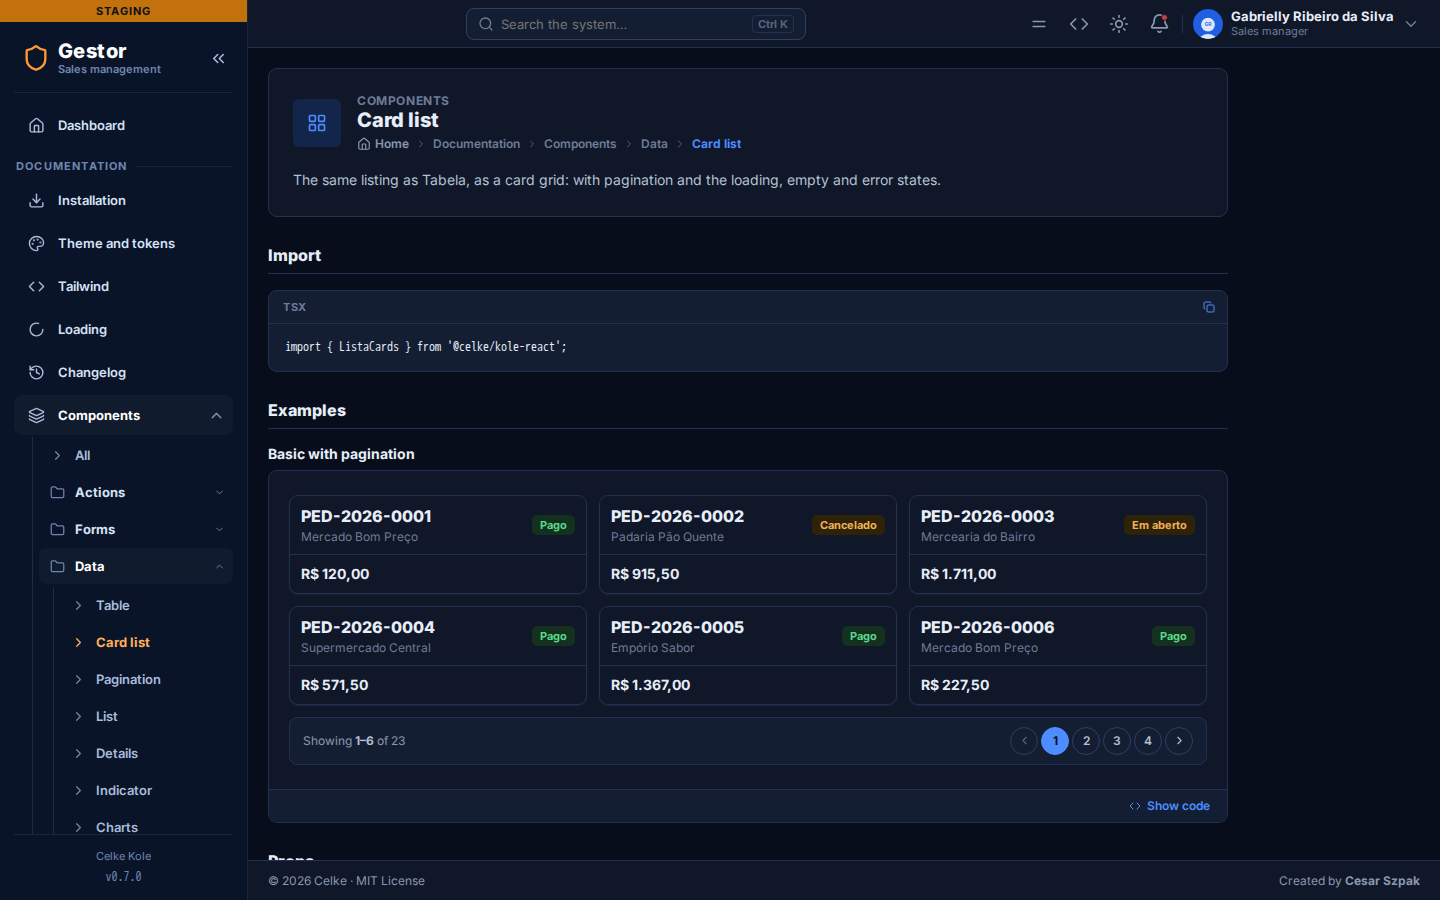 STAGING
Gestor
Sales management
Search the system...
Ctrl K
GR
Gabrielly Ribeiro da Silva
Sales manager
Dashboard
DOCUMENTATION
Installation
Theme and tokens
Tailwind
Loading
Changelog
Components
All
Actions
Forms
Data
Table
Card list
Pagination
List
Details
Indicator
Charts
Celke Kole
v0.7.0
COMPONENTS
Card list
Home > Documentation > Components > Data > Card list
The same listing as Tabela, as a card grid: with pagination and the loading, empty and error states.
Import
TSX
import { ListaCards } from '@celke/kole-react';
Examples
Basic with pagination
PED-2026-0001
Mercado Bom Preço
Pago
R$ 120,00
PED-2026-0002
Padaria Pão Quente
Cancelado
R$ 915,50
PED-2026-0003
Mercearia do Bairro
Em aberto
R$ 1.711,00
PED-2026-0004
Supermercado Central
Pago
R$ 571,50
PED-2026-0005
Empório Sabor
Pago
R$ 1.367,00
PED-2026-0006
Mercado Bom Preço
Pago
R$ 227,50
Showing 1–6 of 23
1 2 3 4
Show code
Props
© 2026 Celke · MIT License
Created by Cesar Szpak